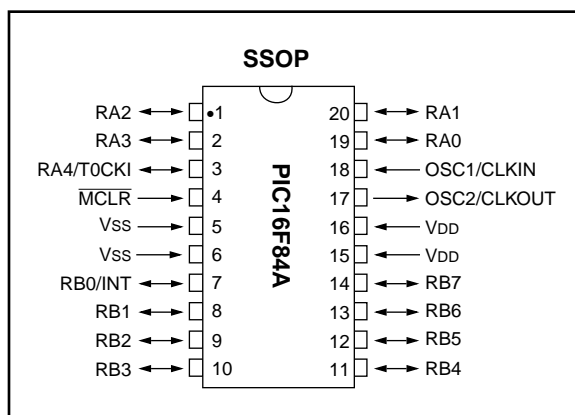 SSOP
RA2 1 20 RA1
RA3 2 19 RA0
RA4/T0CKI 3 18 OSC1/CLKIN
MCLR 4 17 OSC2/CLKOUT
VSS 5 16 VDD
VSS 6 15 VDD
RB0/INT 7 14 RB7
RB1 8 13 RB6
RB2 9 12 RB5
RB3 10 11 RB4
PIC16F84A